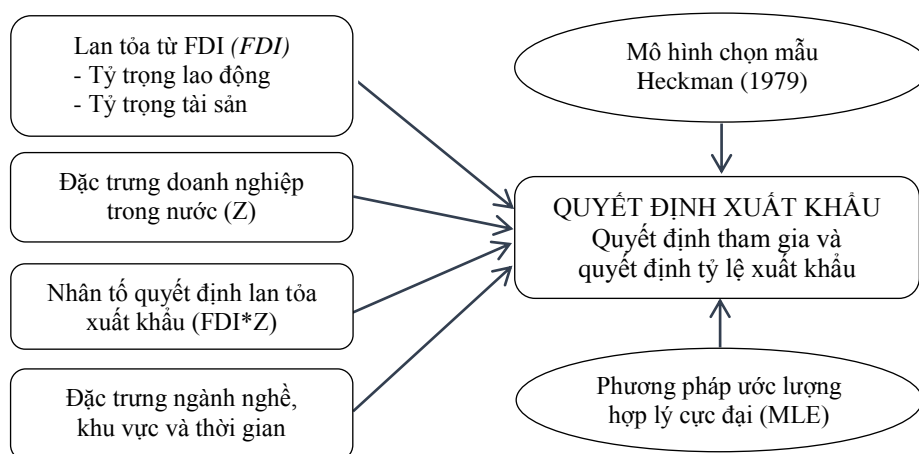 Lan tỏa từ FDI (FDI)
- Tỷ trọng lao động
- Tỷ trọng tài sản
Đặc trưng doanh nghiệp
trong nước (Z)
Nhân tố quyết định lan tỏa
xuất khẩu (FDI*Z)
Đặc trưng ngành nghề,
khu vực và thời gian
Mô hình chọn mẫu
Heckman (1979)
QUYẾT ĐỊNH XUẤT KHẨU
Quyết định tham gia và
quyết định tỷ lệ xuất khẩu
Phương pháp ước lượng
hợp lý cực đại (MLE)